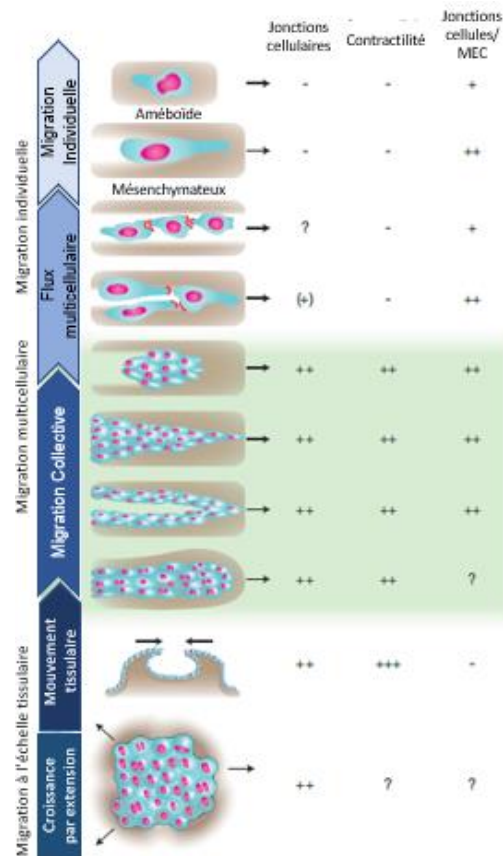 Jonctions
cellulaires
Contractilité
Jonctions
cellules/
MEC
Migration individuelle
Migration
Individuelle
- - +
Améboïde
- - ++
Mésenchymateux
Flux
multicellulaire
? - +
(+) - ++
Migration multicellulaire
Migration Collective
++ ++ ++
++ ++ ++
++ ++ ++
++ ++ ?
Migration à l'échelle tissulaire
Mouvement
tissulaire
++ +++ -
Croissance
par extension
++ ? ?